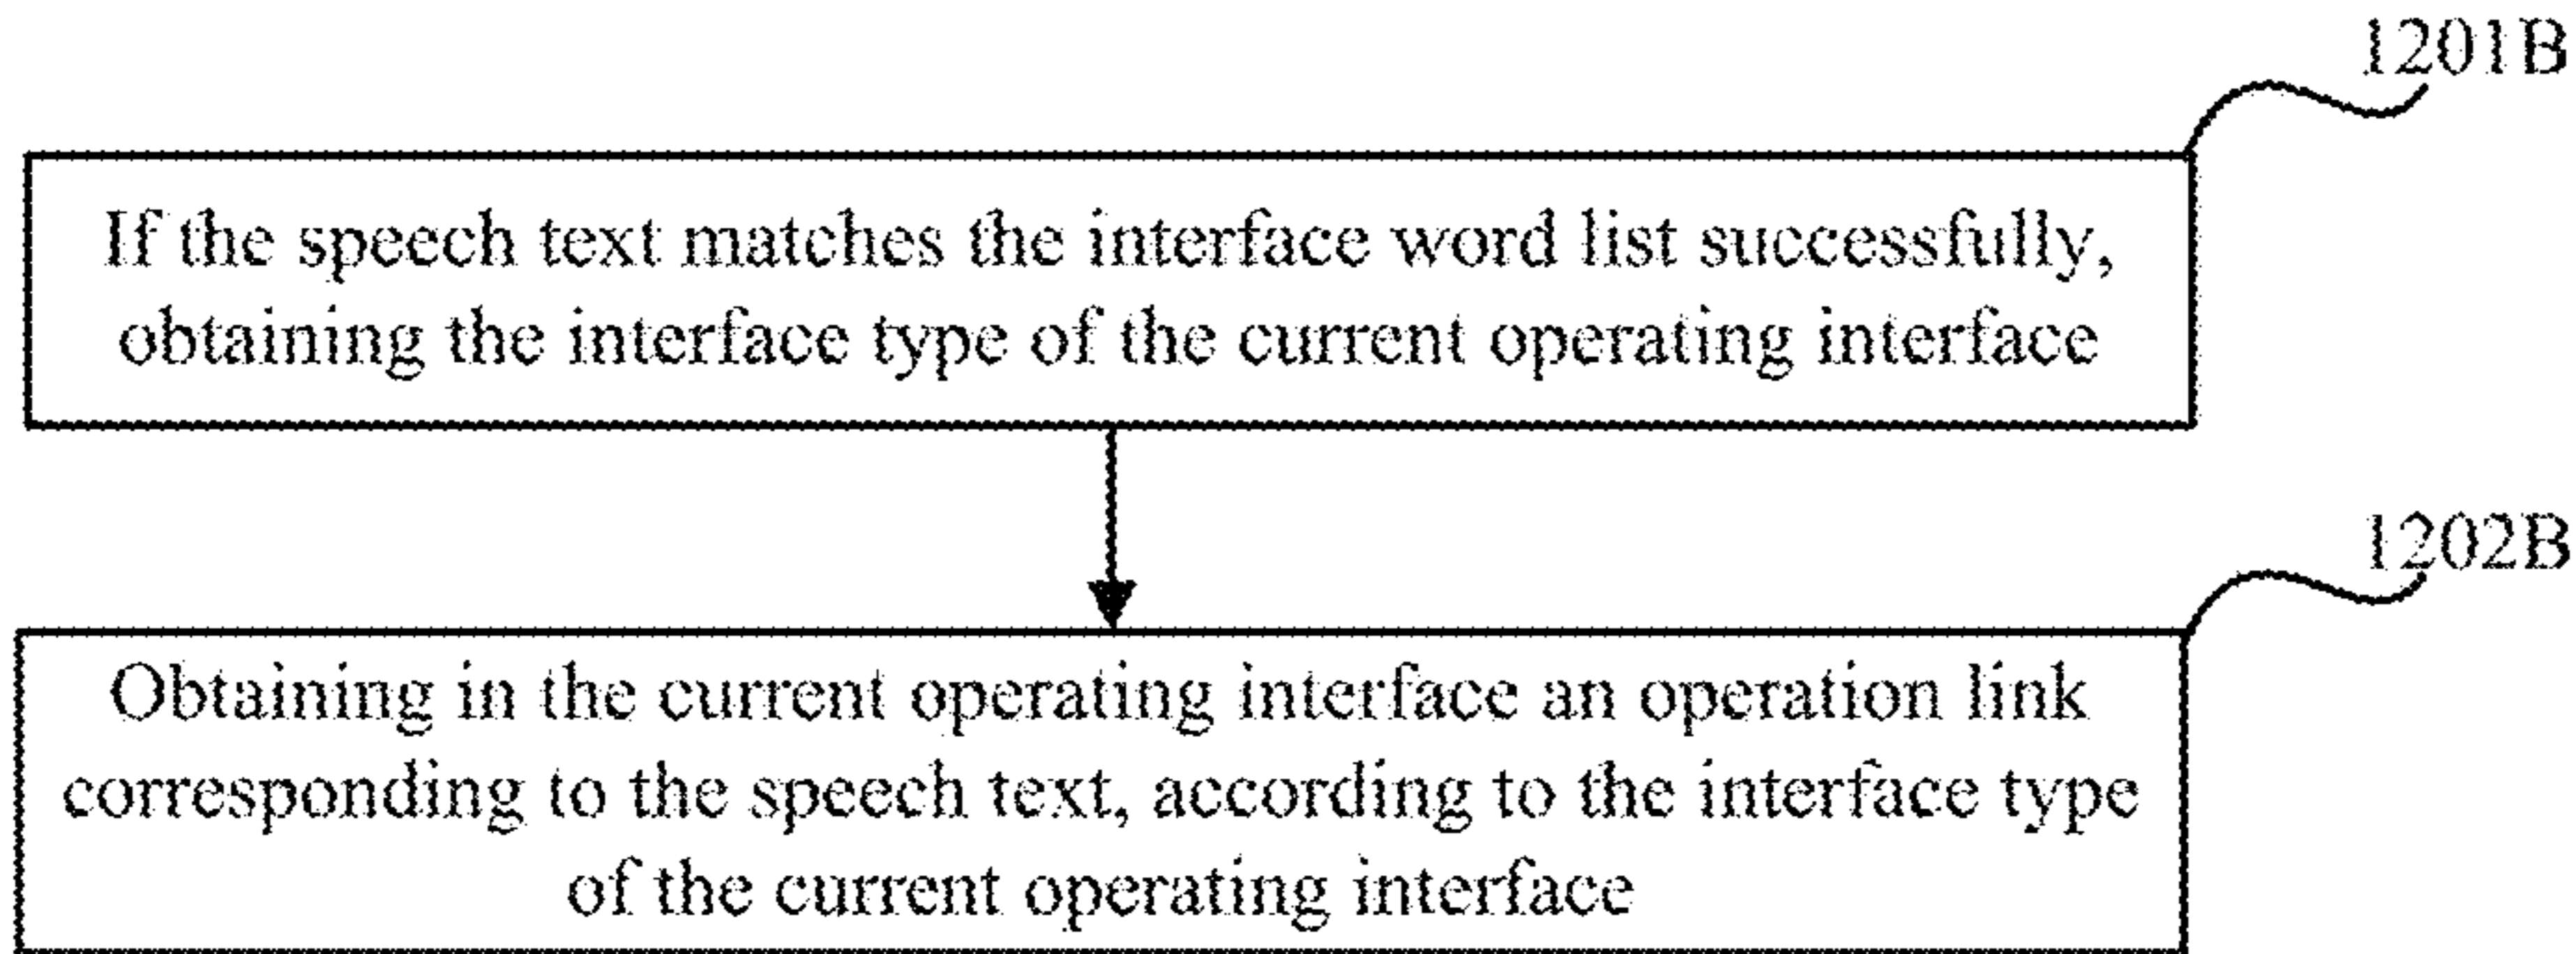 1201B
If the speech text matches the interface word list successfully,
obtaining the interface type of the current operating interface
1202B
Obtaining in the current operating interface an operation link
corresponding to the speech text, according to the interface type
of the current operating interface